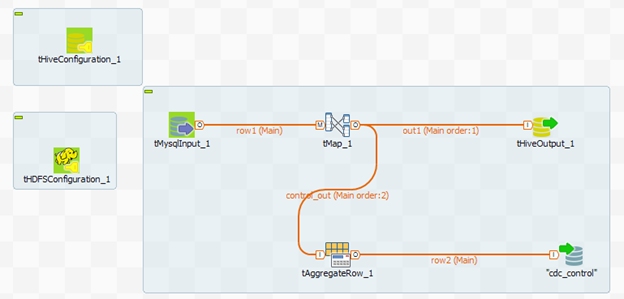 tHiveConfiguration_1
tHDFSConfiguration_1
tMysqlInput_1
row1 (Main)
tMap_1
out1 (Main order:1)
tHiveOutput_1
control_out (Main order:2)
tAggregateRow_1
row2 (Main)
"cdc_control"